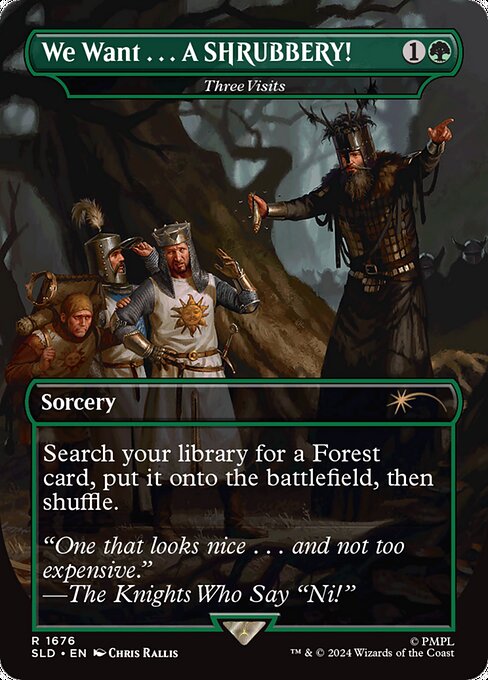 We Want . . . A SHRUBBERY! 1
Three Visits
Sorcery
Search your library for a Forest
card, put it onto the battlefield, then
shuffle.
“One that looks nice . . . and not too
expensive.”
—The Knights Who Say “Ni!”
R 1676
SLD • EN Chris Rallis
© PMPL
™ & © 2024 Wizards of the Coast